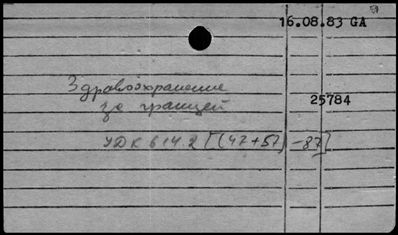 16.08.83 GA
Здравоохранение
за границей
25784
УДК 614.2 [(47+57) -87]